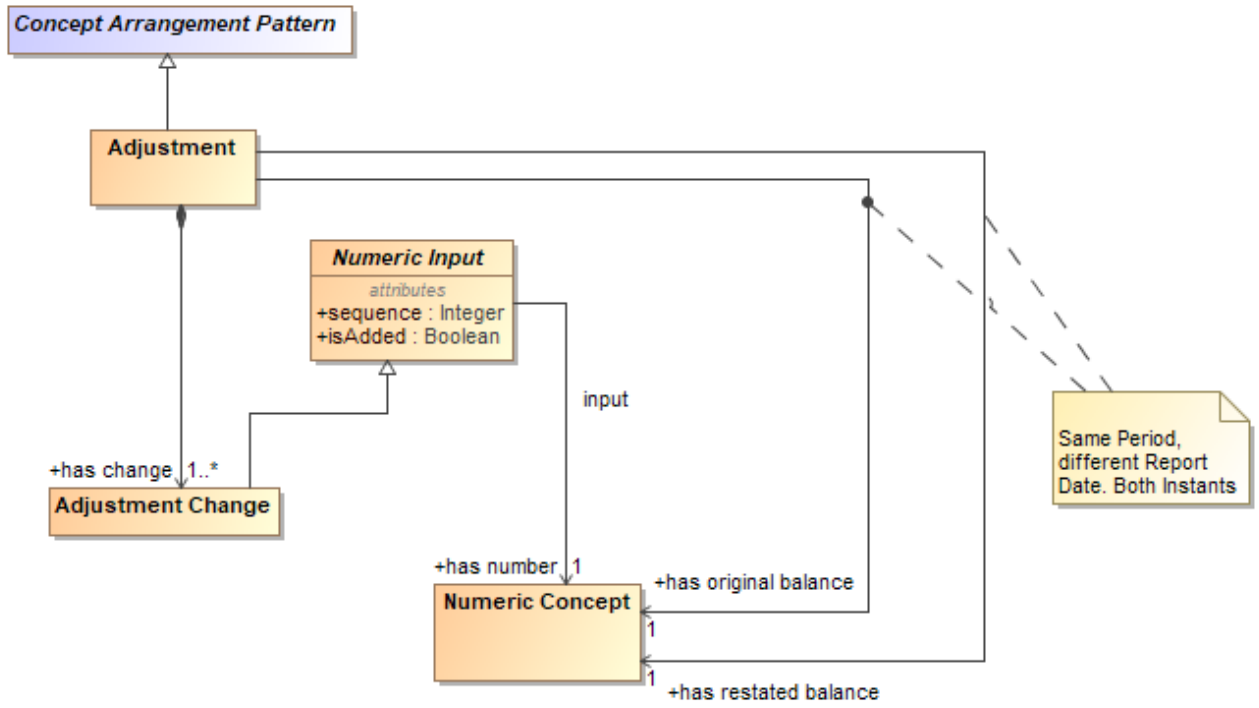 Concept Arrangement Pattern
Adjustment
Numeric Input
attributes
+sequence : Integer
+isAdded : Boolean
input
Same Period,
different Report
Date. Both Instants
+has change 1..*
Adjustment Change
+has number 1
Numeric Concept
+has original balance
1
1
+has restated balance